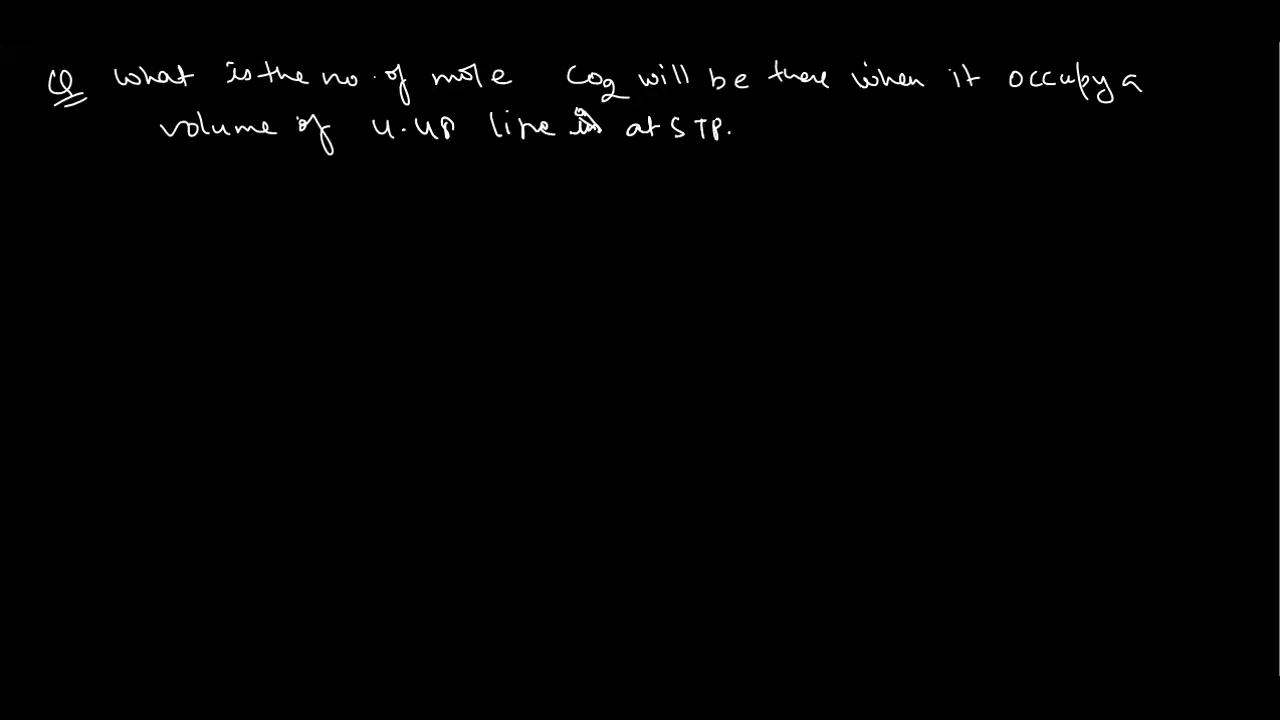 Q what is the no. of mole CO2 will be there when it occupy a
volume of 4.48 litre at STP.